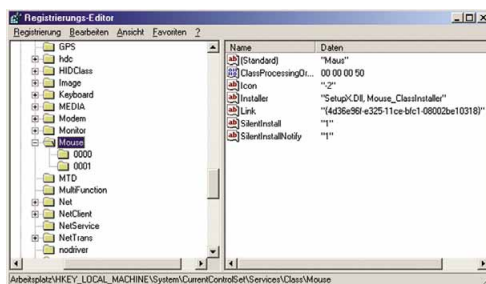 Registrierungs-Editor
Registrierung Bearbeiten Ansicht Favoriten ?
GPS
hdc
HIDClass
Image
Keyboard
MEDIA
Modem
Monitor
Mouse
0000
0001
MTD
MultiFunction
Net
NetClient
NetService
NetTrans
nodriver
Name Daten
(Standard) "Maus"
ClassProcessingOr... 00 00 00 50
Icon "-2"
Installer "SetupX.Dll, Mouse_ClassInstaller"
Link "{4d36e96f-e325-11ce-bfc1-08002be10318}"
SilentInstall "1"
SilentInstallNotify "1"
Arbeitsplatz\HKEY_LOCAL_MACHINE\System\CurrentControlSet\Services\Class\Mouse